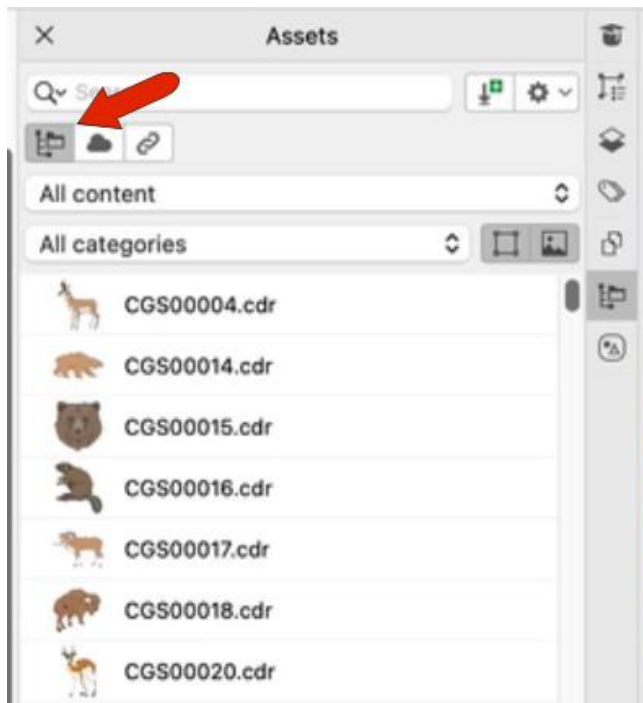 Assets
All content
All categories
CGS00004.cdr
CGS00014.cdr
CGS00015.cdr
CGS00016.cdr
CGS00017.cdr
CGS00018.cdr
CGS00020.cdr